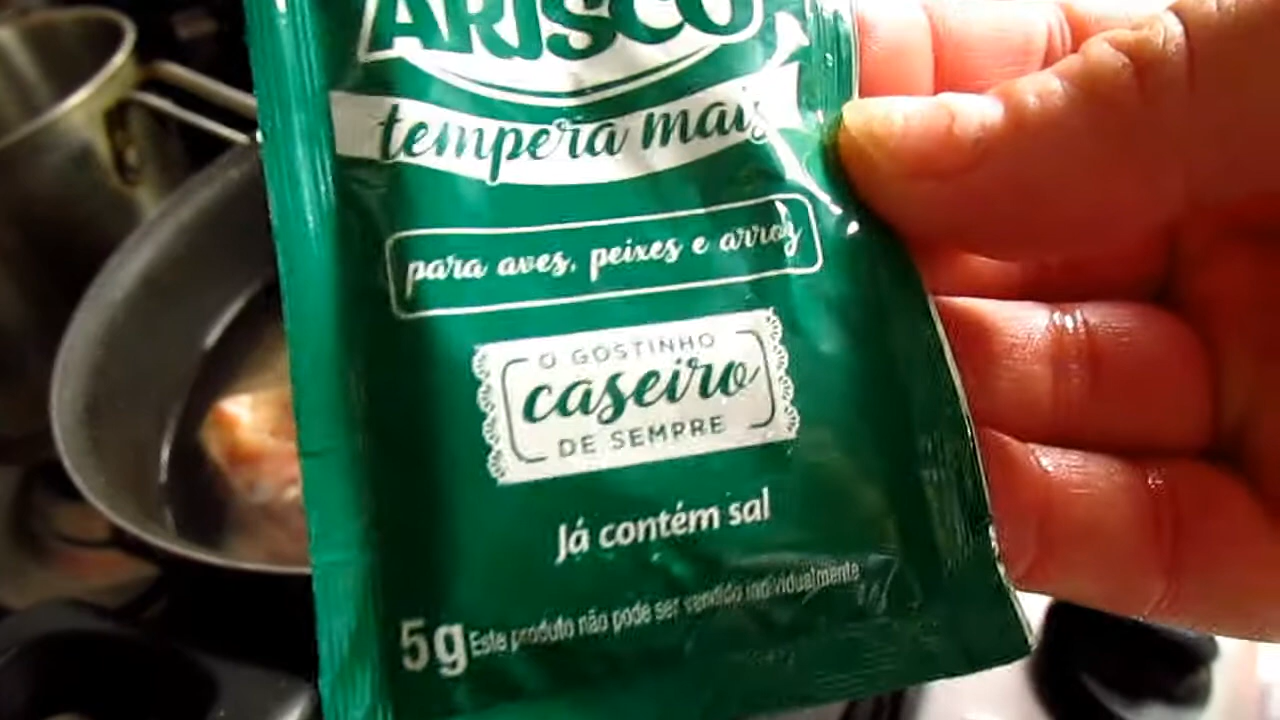 ARISCO
tempera mais
para aves, peixes e arroz
O GOSTINHO
caseiro
DE SEMPRE
Já contém sal
5g Este produto não pode ser vendido individualmente